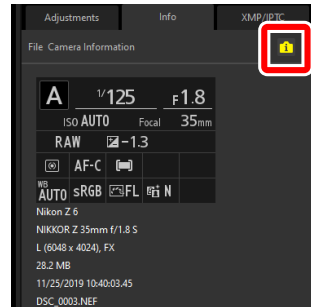 Adjustments Info XMP/IPTC
File Camera Information
A 1/125 F1.8
ISO AUTO Focal 35mm
RAW -1.3
AF-C
WB AUTO sRGB FL N
Nikon Z 6
NIKKOR Z 35mm f/1.8 S
L (6048 x 4024), FX
28.2 MB
11/25/2019 10:40:03.45
DSC_0003.NEF